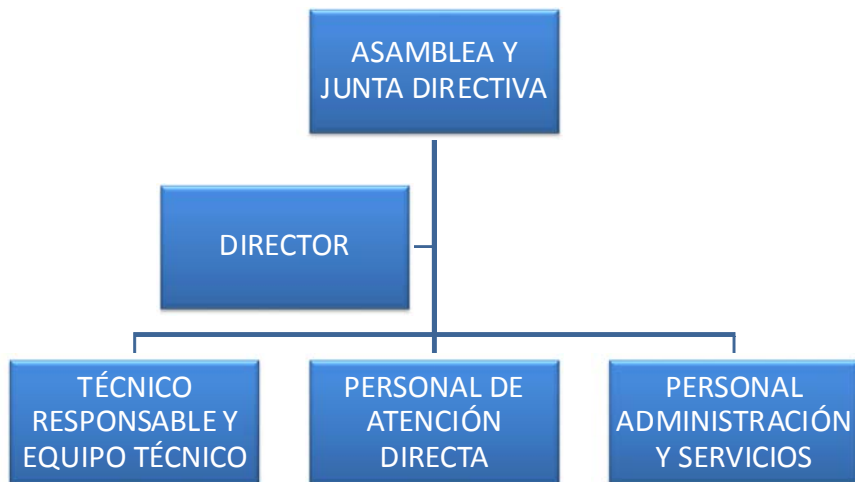 ASAMBLEA Y
JUNTA DIRECTIVA
DIRECTOR
TÉCNICO
RESPONSABLE Y
EQUIPO TÉCNICO
PERSONAL DE
ATENCIÓN
DIRECTA
PERSONAL
ADMINISTRACIÓN
Y SERVICIOS